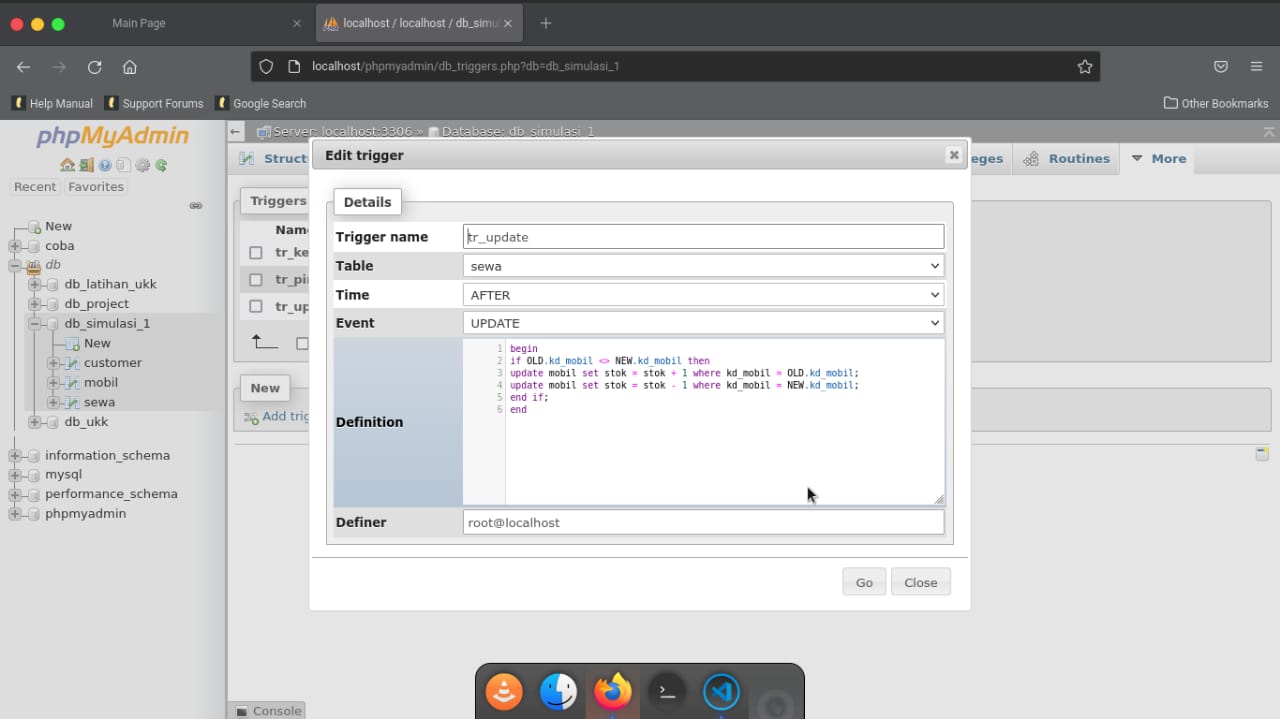 Main Page
localhost / localhost / db_simu
localhost/phpmyadmin/db_triggers.php?db=db_simulasi_1
Help Manual
Support Forums
Google Search
Other Bookmarks
phpMyAdmin
Recent
Favorites
New
coba
db
db_latihan_ukk
db_project
db_simulasi_1
New
customer
mobil
sewa
db_ukk
information_schema
mysql
performance_schema
phpmyadmin
Server: localhost:3306 » Database: db_simulasi_1
Struct
eges
Routines
More
Triggers
Nam
tr_ke
tr_pi
tr_up
New
Add trig
Edit trigger
Details
Trigger name
tr_update
Table
sewa
Time
AFTER
Event
UPDATE
Definition
1 begin
2 if OLD.kd_mobil <> NEW.kd_mobil then
3 update mobil set stok = stok + 1 where kd_mobil = OLD.kd_mobil;
4 update mobil set stok = stok - 1 where kd_mobil = NEW.kd_mobil;
5 end if;
6 end
Definer
root@localhost
Go
Close
Console